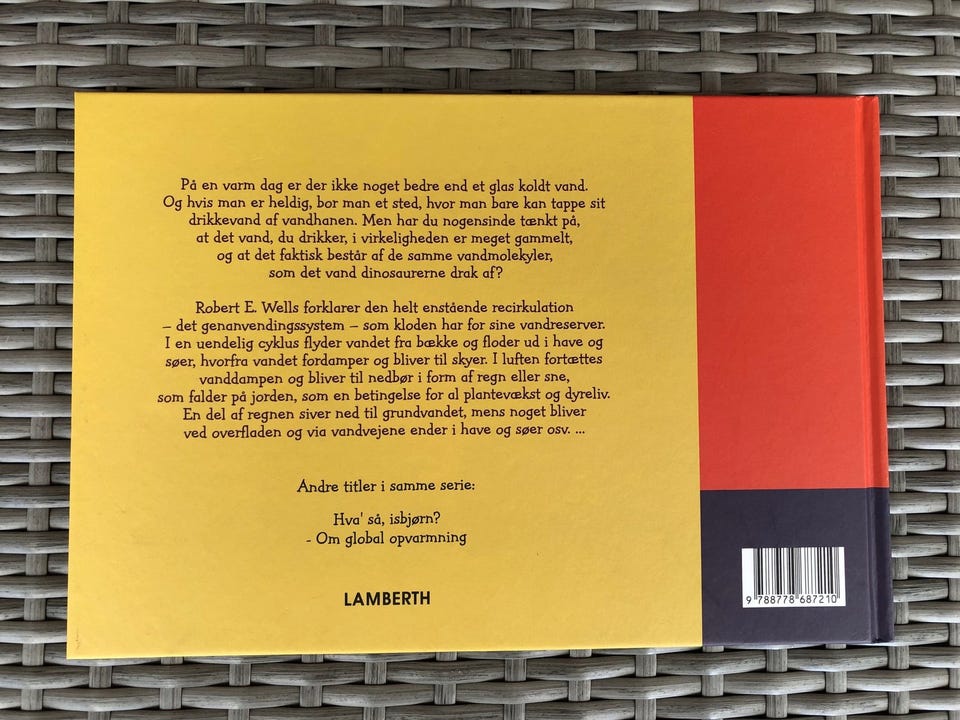 På en varm dag er der ikke noget bedre end et glas koldt vand.
Og hvis man er heldig, bor man et sted, hvor man bare kan tappe sit
drikkevand af vandhanen. Men har du nogensinde tænkt på,
at det vand, du drikker, i virkeligheden er meget gammelt,
og at det faktisk består af de samme vandmolekyler,
som det vand dinosaurerne drak af?
Robert E. Wells forklarer den helt enstående recirkulation
– det genanvendingssystem – som kloden har for sine vandreserver.
I en uendelig cyklus flyder vandet fra bække og floder ud i have og
søer, hvorfra vandet fordamper og bliver til skyer. I luften fortættes
vanddampen og bliver til nedbør i form af regn eller sne,
som falder på jorden, som en betingelse for al plantevækst og dyreliv.
En del af regnen siver ned til grundvandet, mens noget bliver
ved overfladen og via vandvejene ender i have og søer osv. ...
Andre titler i samme serie:
Hva' så, isbjørn?
- Om global opvarmning
LAMBERTH
9 788778 687210